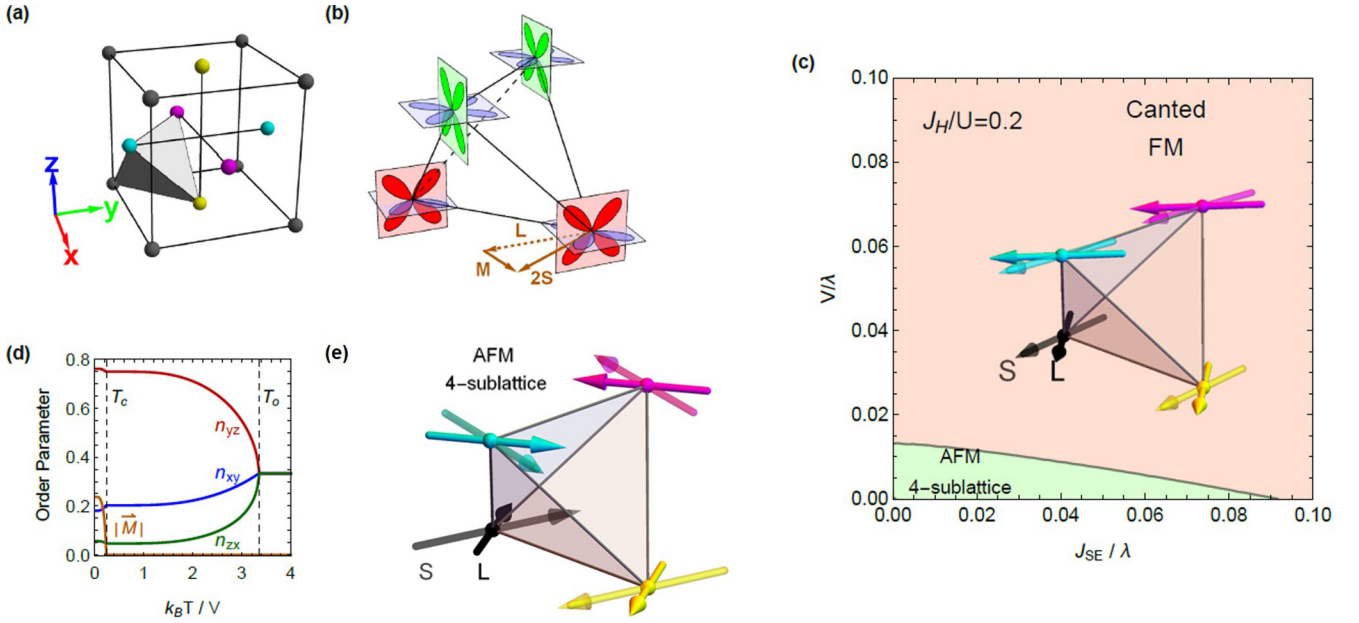 (a)
z
y
x
(b)
L
M
2S
(c)
V/λ
0.10
0.08
0.06
0.04
0.02
0.00
J_H/U=0.2
Canted
FM
S
L
AFM
4-sublattice
0.00
0.02
0.04
0.06
0.08
0.10
J_SE / λ
(d)
Order Parameter
0.8
0.6
0.4
0.2
0.0
T_c
T_o
n_yz
n_xy
|M⃗|
n_zx
0
1
2
3
4
k_BT / V
(e)
AFM
4-sublattice
S
L